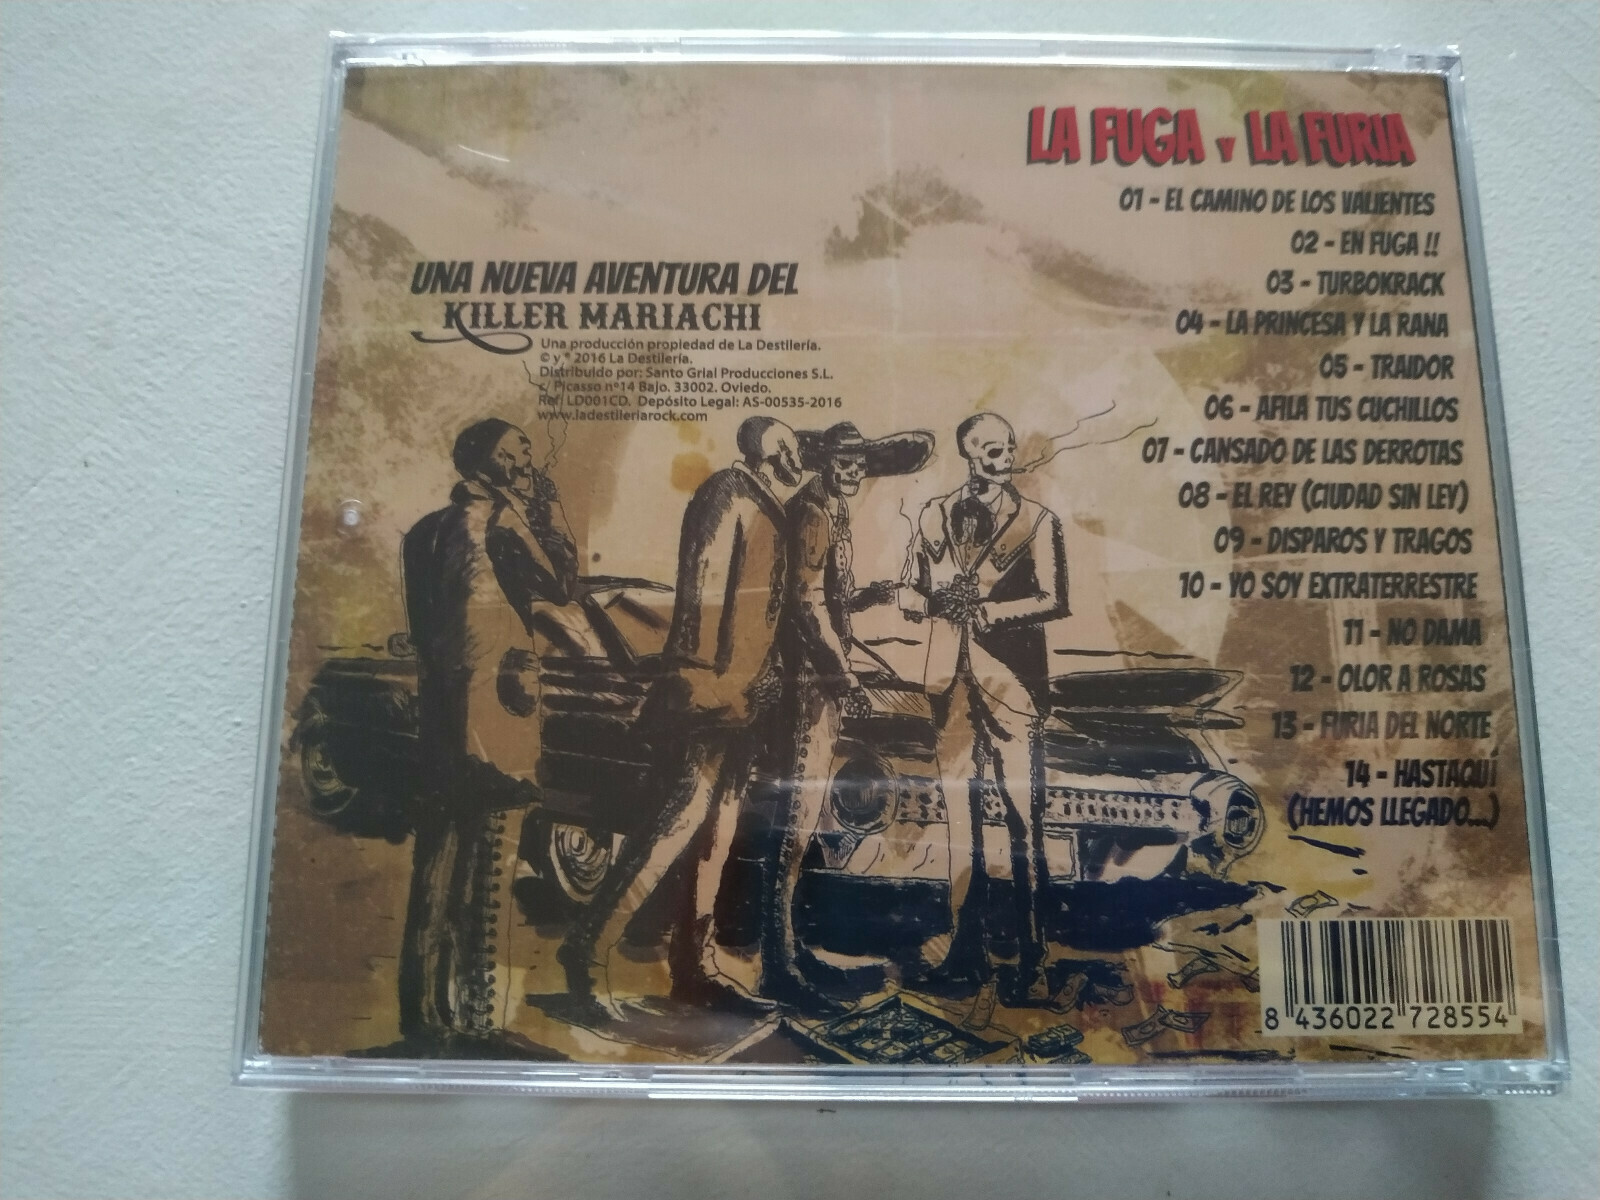 LA FUGA Y LA FURIA
01 - EL CAMINO DE LOS VALIENTES
02 - EN FUGA !!
03 - TURBOKRACK
04 - LA PRINCESA Y LA RANA
05 - TRAIDOR
06 - AFILA TUS CUCHILLOS
07 - CANSADO DE LAS DERROTAS
08 - EL REY (CIUDAD SIN LEY)
09 - DISPAROS Y TRAGOS
10 - YO SOY EXTRATERRESTRE
11 - NO DAMA
12 - OLOR A ROSAS
13 - FURIA DEL NORTE
14 - HASTAQUÍ
(HEMOS LLEGADO...)
UNA NUEVA AVENTURA DEL
KILLER MARIACHI
Una producción propiedad de La Destilería.
© y ® 2016 La Destilería.
Distribuido por: Santo Grial Producciones S.L.
c/ Picasso nº14 Bajo. 33002. Oviedo.
Ref: LD001CD. Depósito Legal: AS-00535-2016
www.ladestileriarock.com
8 436022 728554